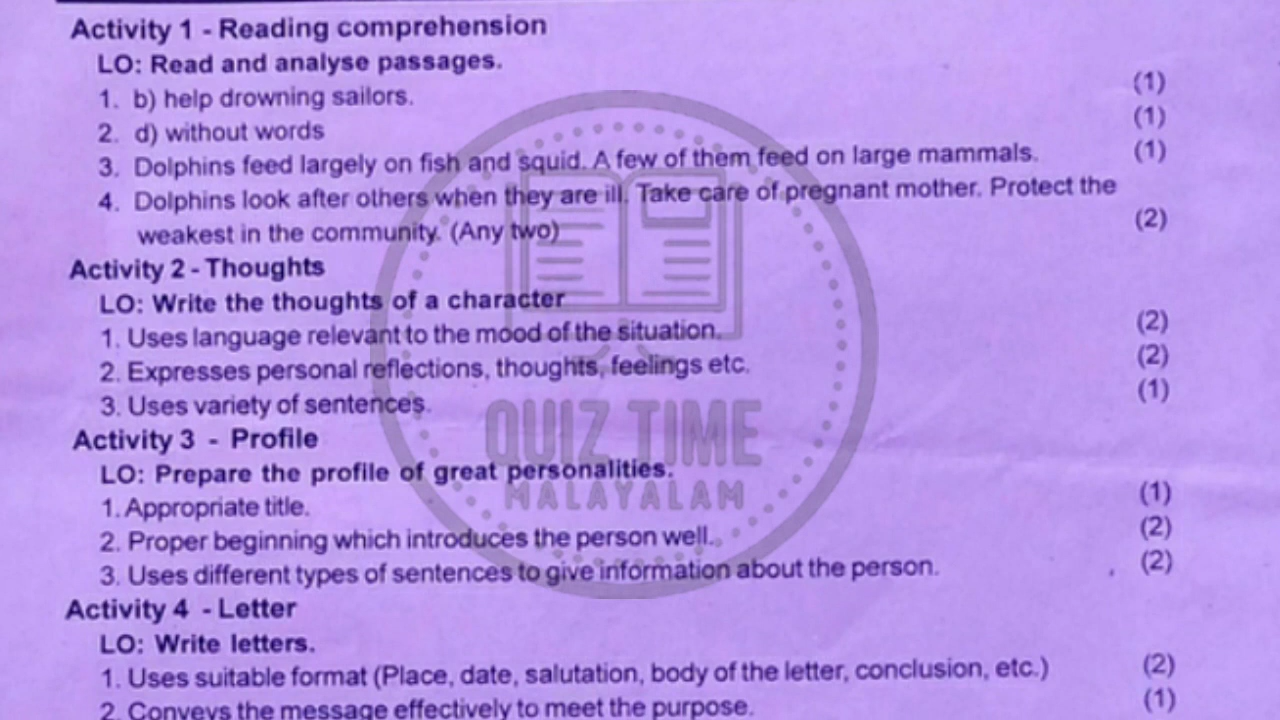 Activity 1 - Reading comprehension
LO: Read and analyse passages.
1. b) help drowning sailors. (1)
2. d) without words (1)
3. Dolphins feed largely on fish and squid. A few of them feed on large mammals. (1)
4. Dolphins look after others when they are ill. Take care of pregnant mother. Protect the
weakest in the community. (Any two) (2)
Activity 2 - Thoughts
LO: Write the thoughts of a character
1. Uses language relevant to the mood of the situation. (2)
2. Expresses personal reflections, thoughts, feelings etc. (2)
3. Uses variety of sentences. (1)
QUIZ TIME
MALAYALAM
Activity 3 - Profile
LO: Prepare the profile of great personalities.
1. Appropriate title. (1)
2. Proper beginning which introduces the person well. (2)
3. Uses different types of sentences to give information about the person. (2)
Activity 4 - Letter
LO: Write letters.
1. Uses suitable format (Place, date, salutation, body of the letter, conclusion, etc.) (2)
2. Conveys the message effectively to meet the purpose. (1)